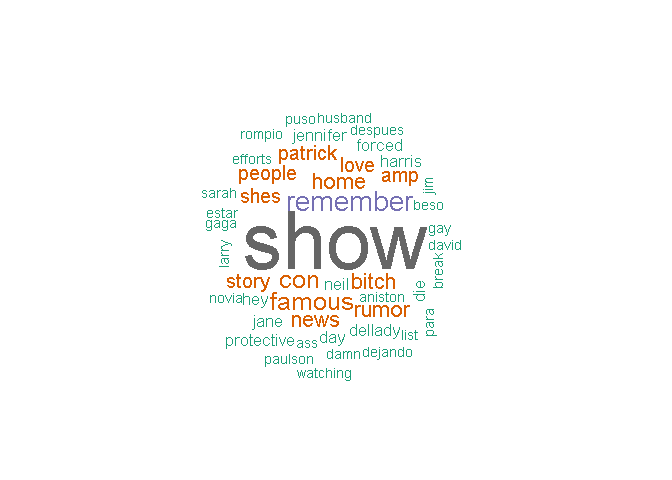 puso husband
rompio jennifer despues
patrick forced
efforts people love harris
home amp
sarah shes jim
remember beso
estar
gaga show gay
larry david
break
story con neil bitch die
novia hey famous aniston
jane news rumor para
dellady list
protective ass day
paulson damn dejando
watching